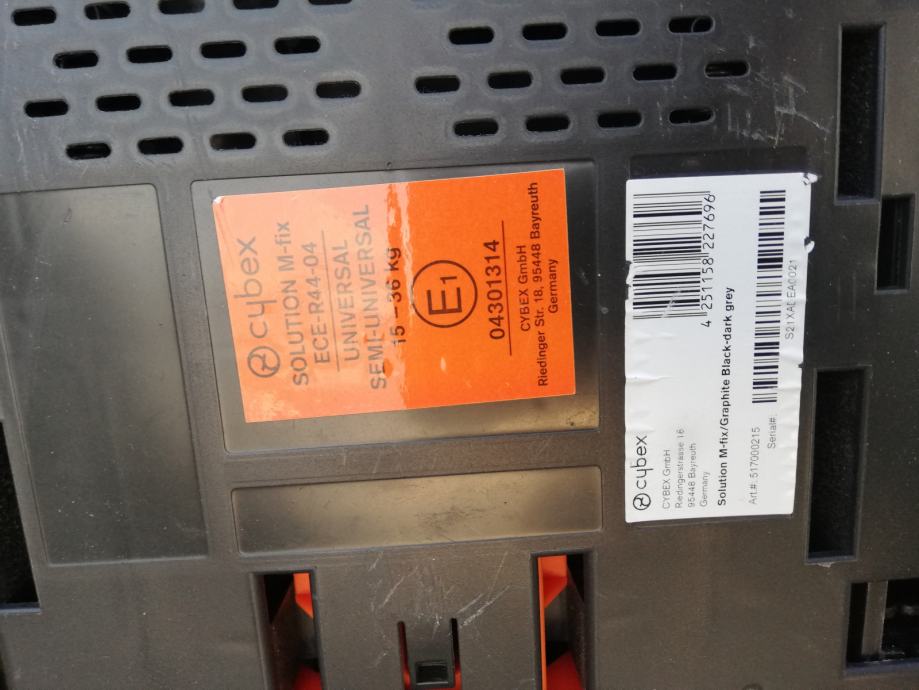 cybex
SOLUTION M-fix
ECE-R44-04
UNIVERSAL
SEMI-UNIVERSAL
15 – 36 kg
E1
04301314
CYBEX GmbH
Riedinger Str. 18, 95448 Bayreuth
Germany
4 251158 227696
cybex
CYBEX GmbH
Riedingerstrasse 16
95448 Bayreuth
Germany
Solution M-fix/Graphite Black-dark grey
Art.#: 517000215
Serial#: